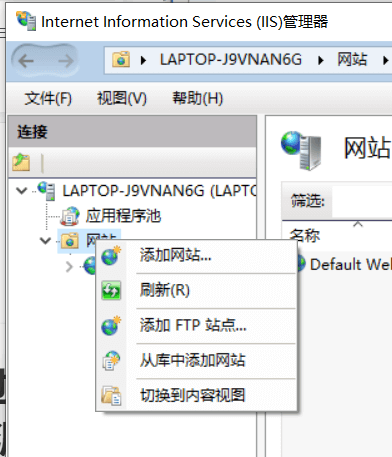 Internet Information Services (IIS)管理器
LAPTOP-J9VNAN6G 网站
文件(F) 视图(V) 帮助(H)
连接
网站
LAPTOP-J9VNAN6G (LAPTO
筛选:
应用程序池
网站
名称
添加网站...
Default Wel
刷新(R)
添加 FTP 站点...
从库中添加网站
切换到内容视图